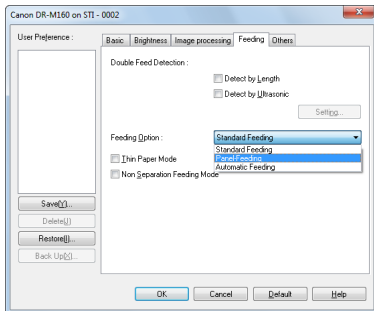 Canon DR-M160 on STI - 0002
User Preference :
Basic Brightness Image processing Feeding Others
Double Feed Detection :
Detect by Length
Detect by Ultrasonic
Setting...
Feeding Option :
Standard Feeding
Standard Feeding
Panel-Feeding
Automatic Feeding
Thin Paper Mode
Non Separation Feeding Mode
Save(Y)...
Delete(J)
Restore(I)...
Back Up(X)...
OK Cancel Default Help